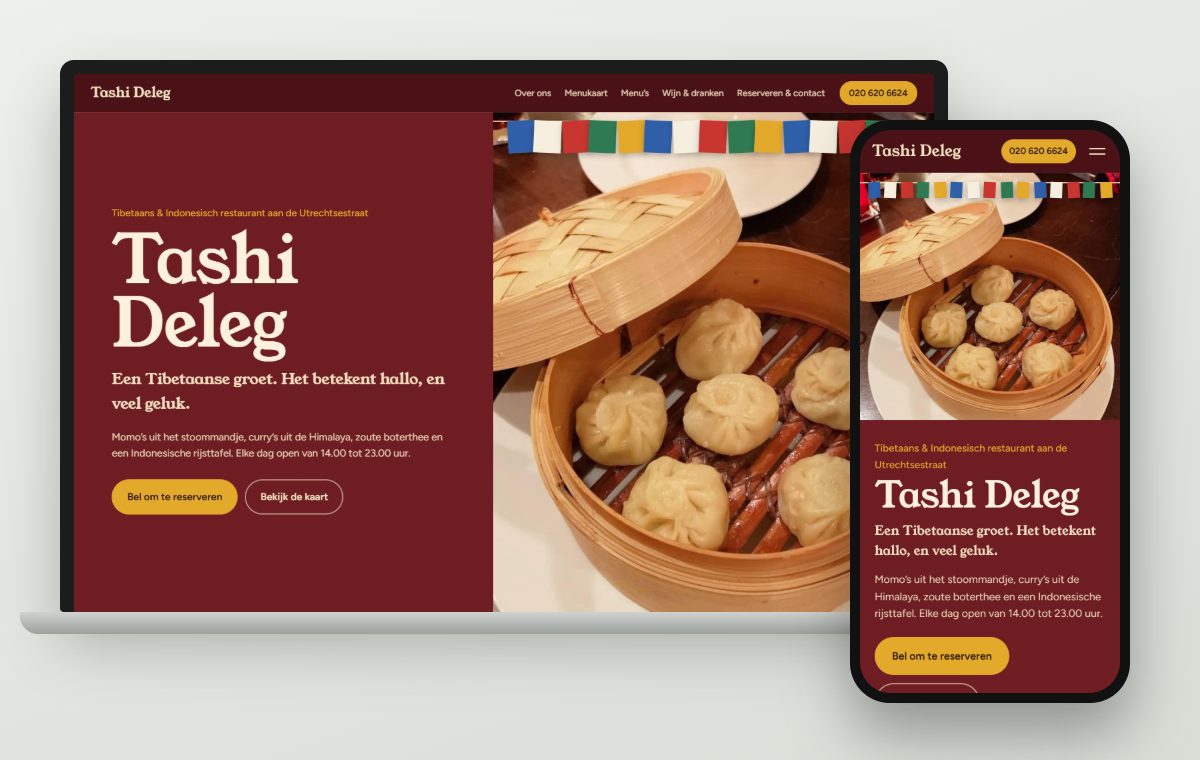 Tashi Deleg
Over ons Menukaart Menu's Wijn & dranken Reserveren & contact 020 620 6624
Tibetaans & Indonesisch restaurant aan de Utrechtsestraat
Tashi
Deleg
Een Tibetaanse groet. Het betekent hallo, en
veel geluk.
Momo's uit het stoommandje, curry's uit de Himalaya, zoute boterthee en
een Indonesische rijsttafel. Elke dag open van 14.00 tot 23.00 uur.
Bel om te reserveren Bekijk de kaart
Tashi Deleg 020 620 6624
Tibetaans & Indonesisch restaurant aan de
Utrechtsestraat
Tashi Deleg
Een Tibetaanse groet. Het betekent
hallo, en veel geluk.
Momo's uit het stoommandje, curry's uit de
Himalaya, zoute boterthee en een Indonesische
rijsttafel. Elke dag open van 14.00 tot 23.00 uur.
Bel om te reserveren